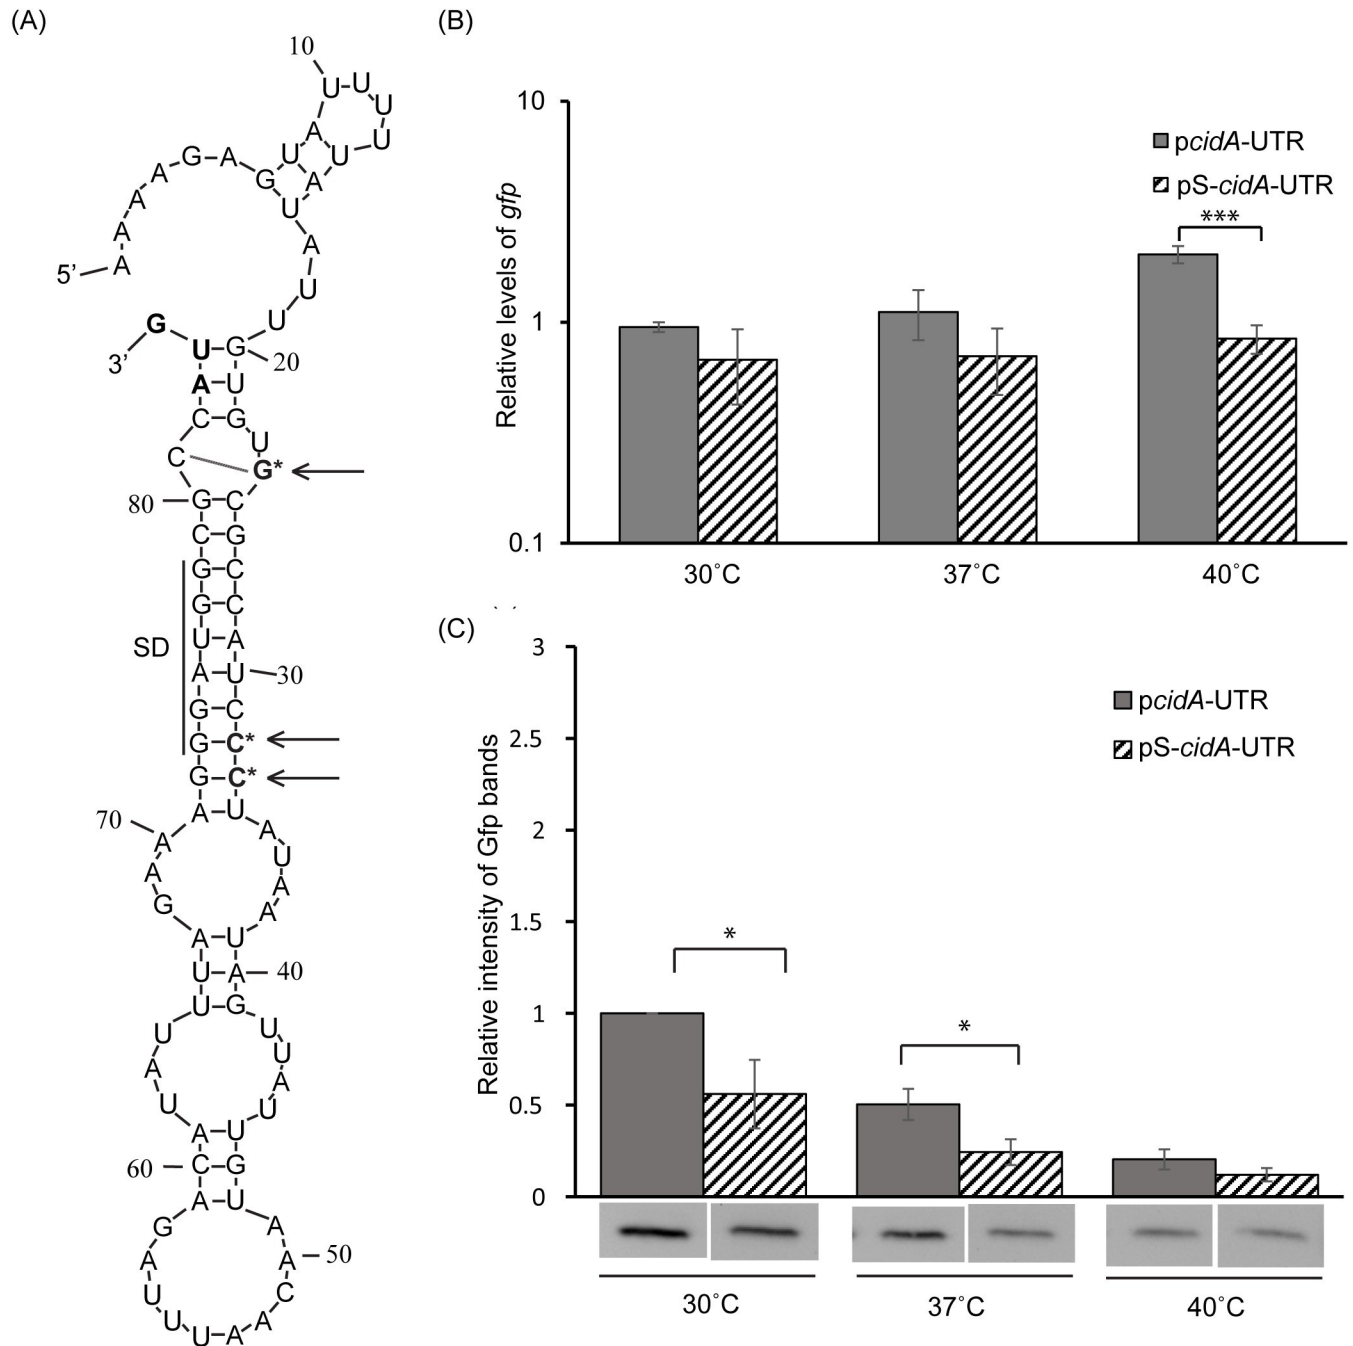 (A)
5'
A A A A G A G U A U
10
U U U U A U A U U G
20
U G U G* C G C C A U
30
C C* C* U A U A A U A
40
G U U A U U G U A A
50
C A A U U U A G A C
60
A U A U U U A G A A
70
A G G G A U G G C G
80
C C A U G
3'
SD
(B)
Relative levels of gfp
10
1
0.1
pcidA-UTR
pS-cidA-UTR
***
30˚C
37˚C
40˚C
(C)
Relative intensity of Gfp bands
3
2.5
2
1.5
1
0.5
0
pcidA-UTR
pS-cidA-UTR
*
*
30˚C
37˚C
40˚C